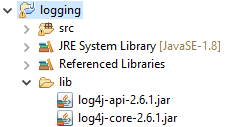 logging
src
JRE System Library [JavaSE-1.8]
Referenced Libraries
lib
log4j-api-2.6.1.jar
log4j-core-2.6.1.jar